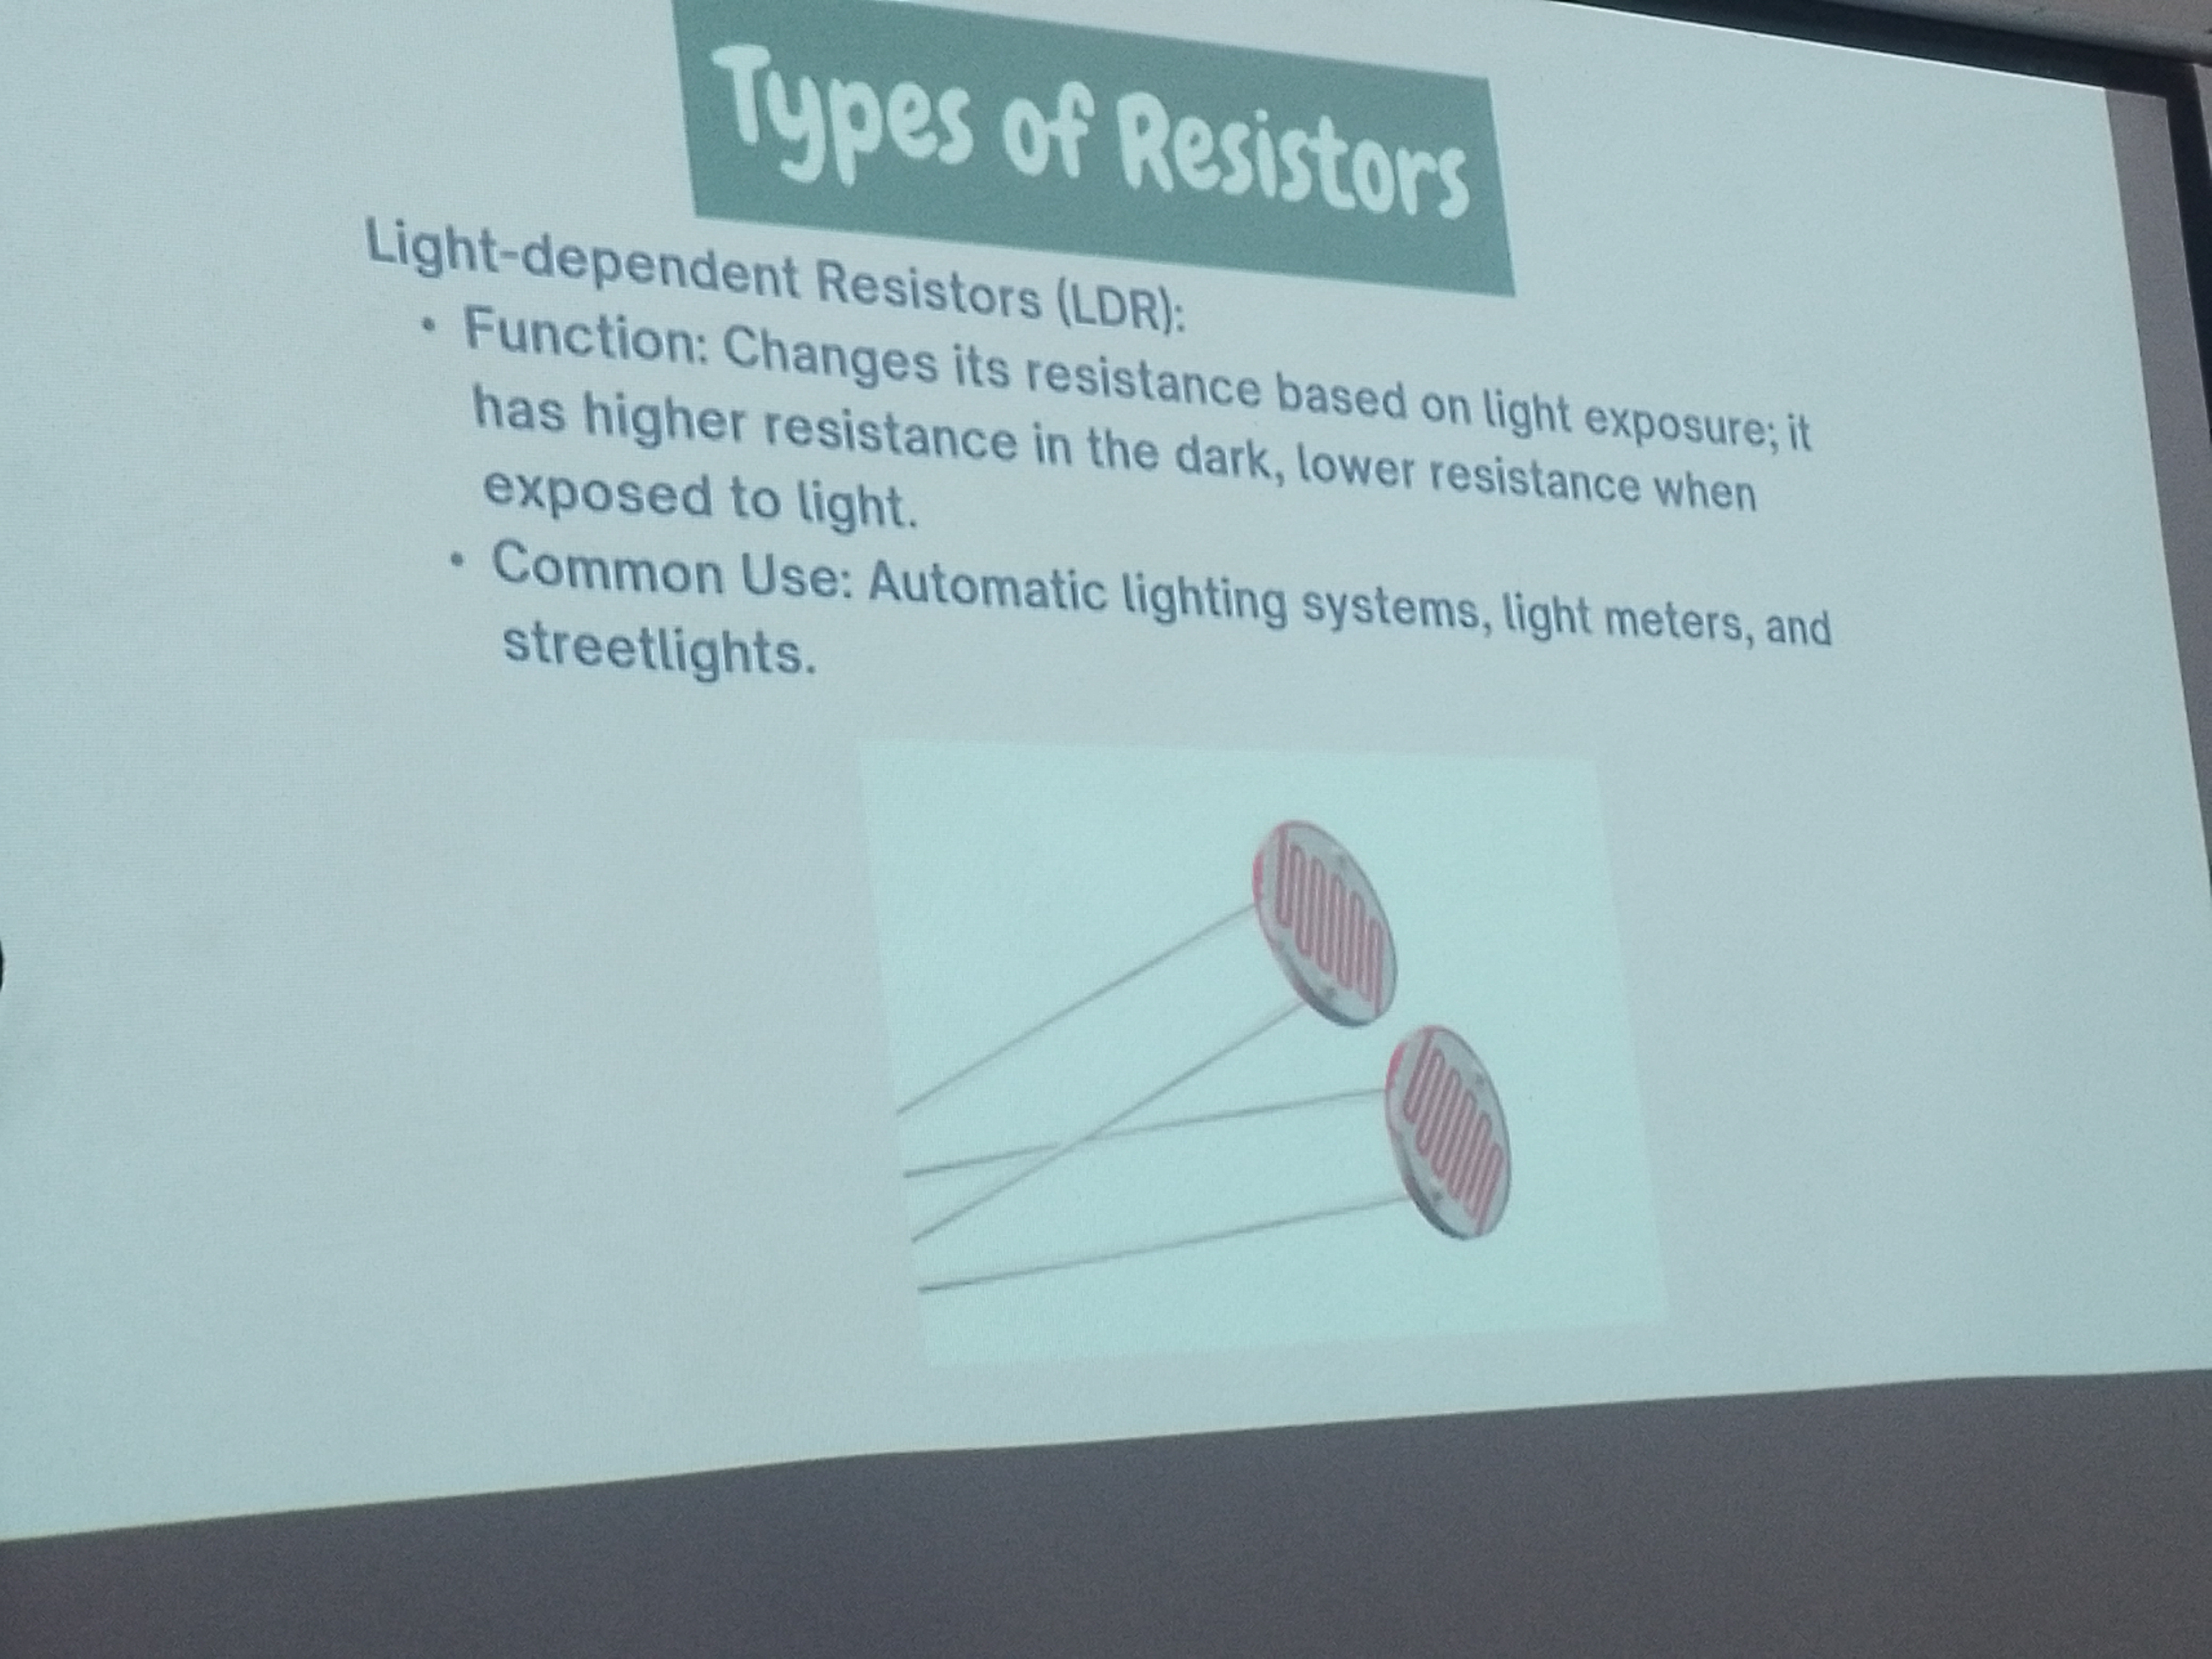 Types of Resistors
Light-dependent Resistors (LDR):
• Function: Changes its resistance based on light exposure; it
has higher resistance in the dark, lower resistance when
exposed to light.
• Common Use: Automatic lighting systems, light meters, and
streetlights.